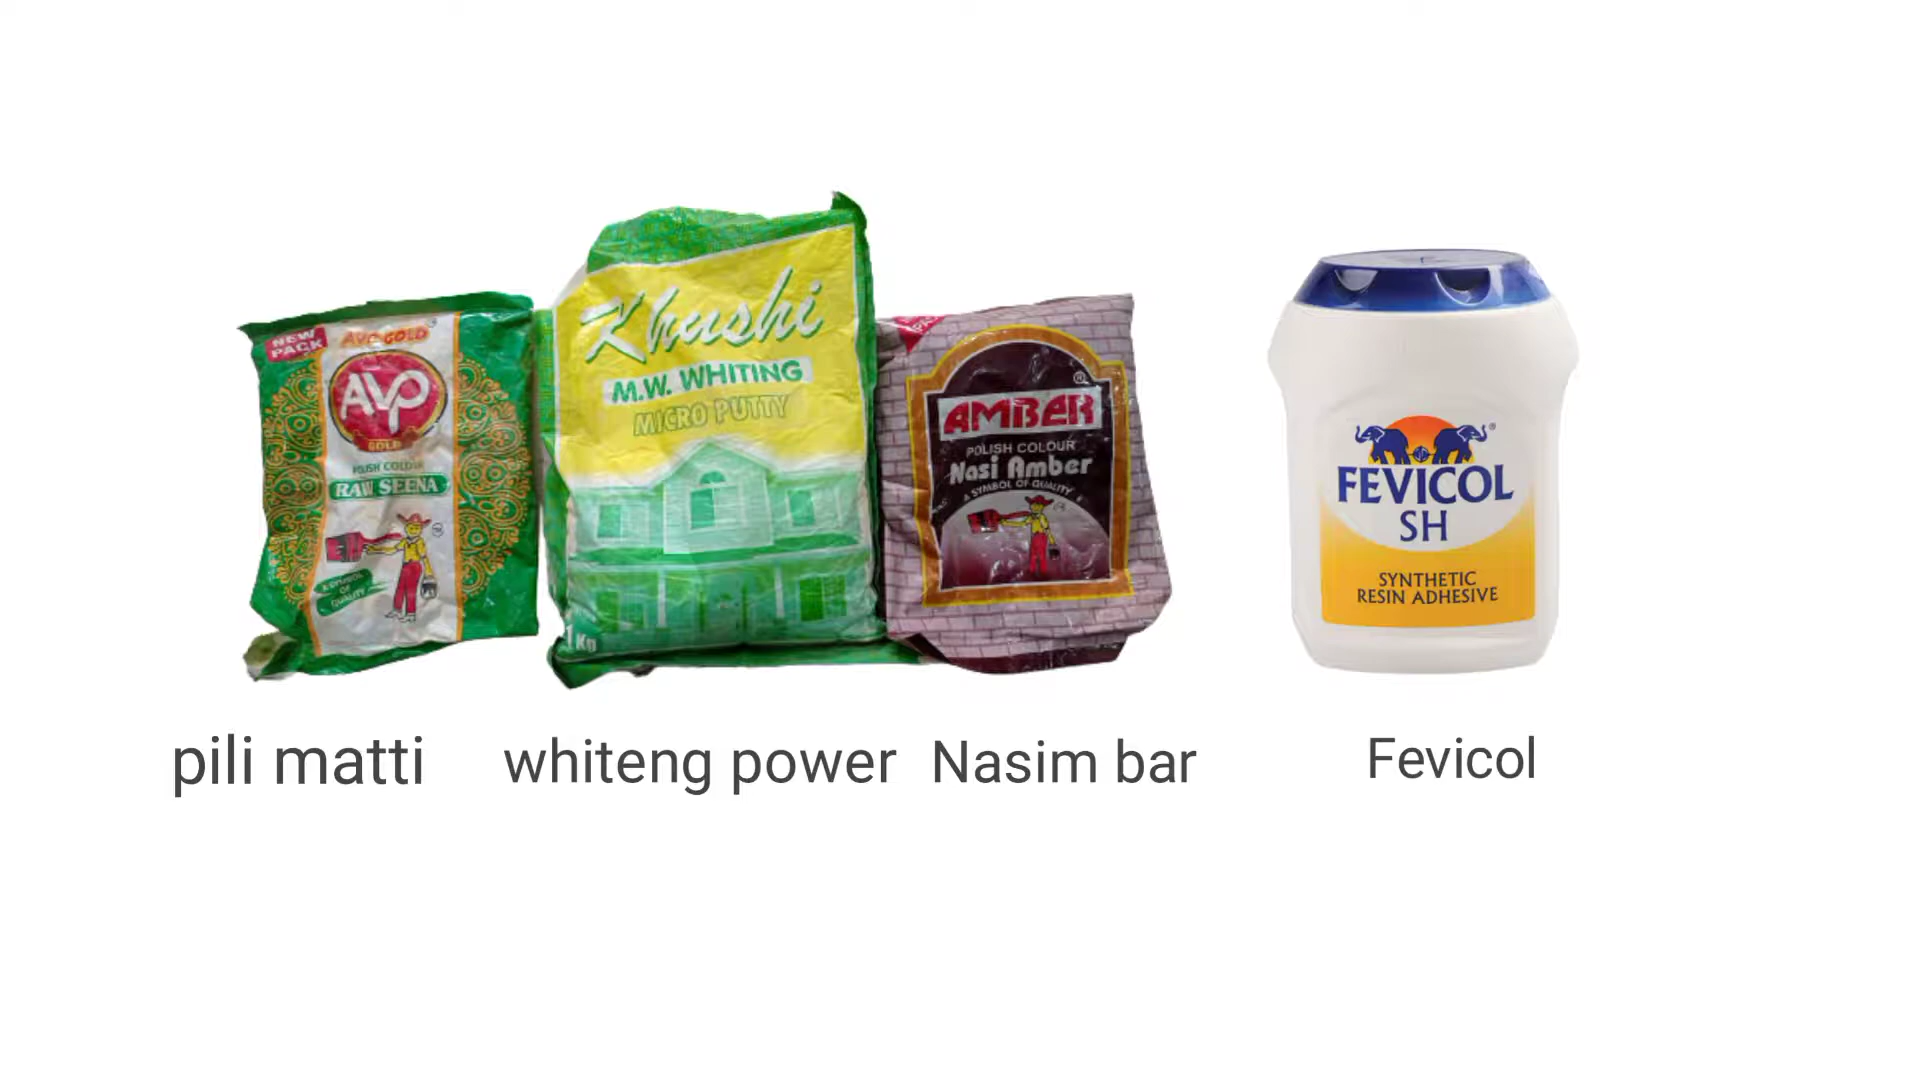 NEW
PACK
AVP GOLD
AVP
GOLD
POLISH COLOUR
RAW SEENA
A SYMBOL
OF
QUALITY
Khushi
M.W. WHITING
MICRO PUTTY
1 KG
AMBER
POLISH COLOUR
Nasi Amber
A SYMBOL OF QUALITY
FEVICOL
SH
SYNTHETIC
RESIN ADHESIVE
pili matti
whiteng power
Nasim bar
Fevicol